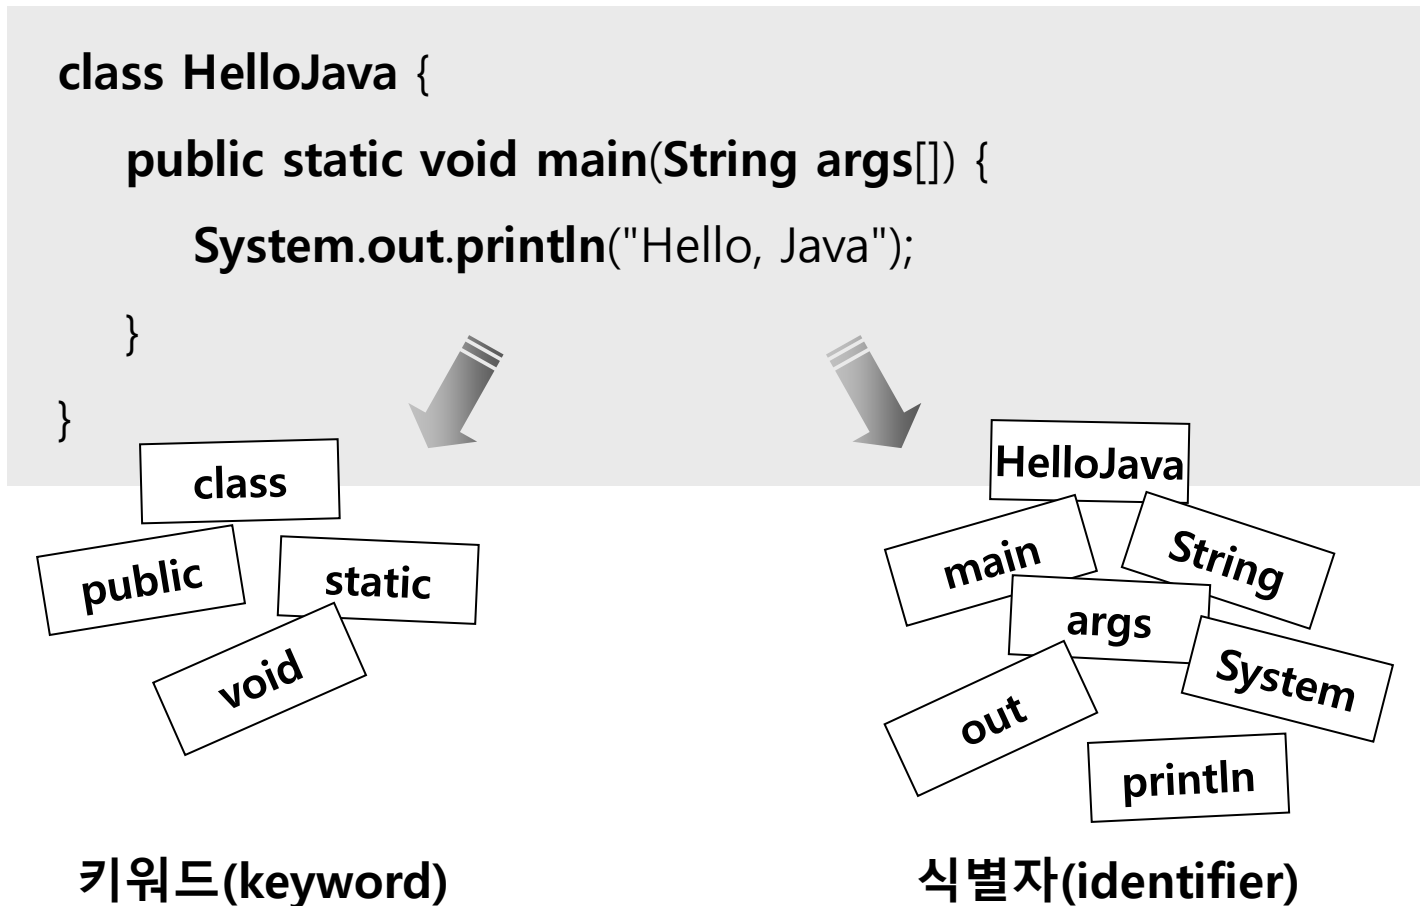 class HelloJava {
public static void main(String args[]) {
System.out.println("Hello, Java");
}
}
class
public
static
void
키워드(keyword)
HelloJava
main
String
args
System
out
println
식별자(identifier)